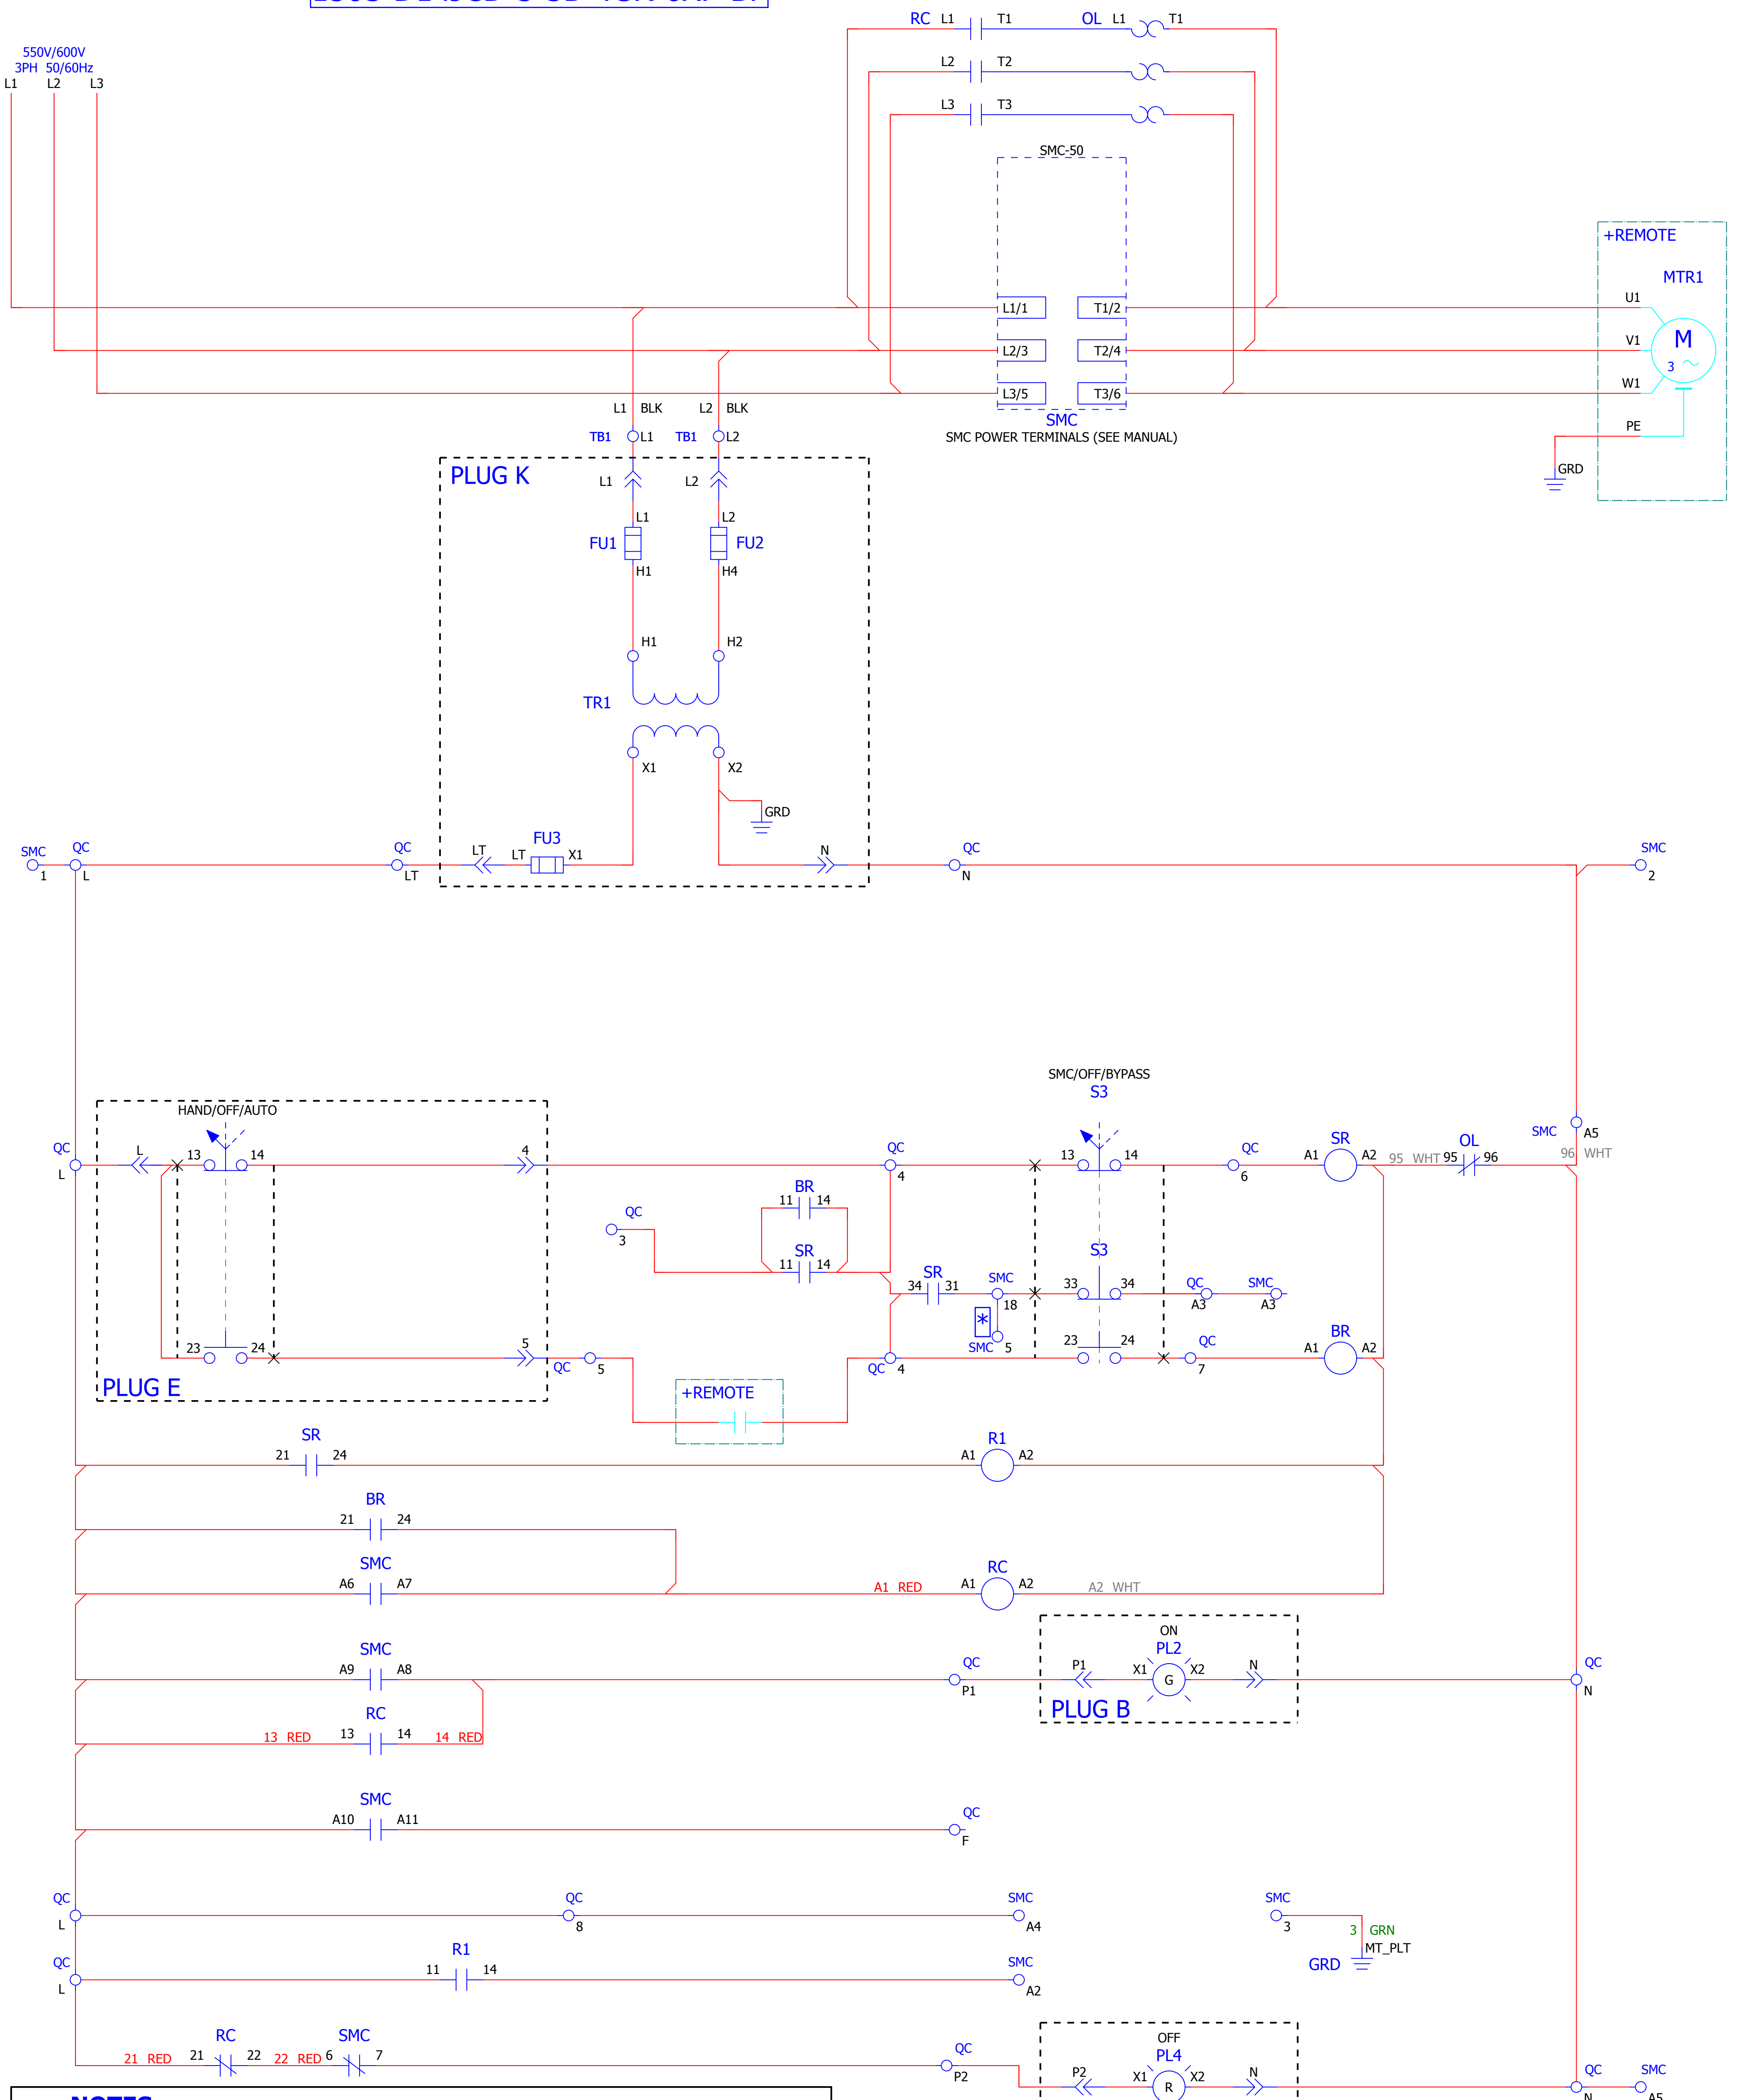 RC L1 T1 OL L1 T1
550V/600V
3PH 50/60Hz
L1 L2 L3
L2 T2
L3 T3
SMC-50
+REMOTE
MTR1
L1/1 T1/2 U1
L2/3 T2/4 V1 M
3
L3/5 T3/6 W1
L1 BLK L2 BLK
SMC
TB1 L1 TB1 L2
SMC POWER TERMINALS (SEE MANUAL)
PE
GRD
PLUG K
L1 L2
L1 L2
FU1 FU2
H1 H4
H1 H2
TR1
X1 X2
GRD
SMC QC QC LT LT FU3 X1 N QC SMC
1 L LT N 2
SMC/OFF/BYPASS
S3
HAND/OFF/AUTO
SMC A5
QC L 13 14 4 QC 13 14 QC SR OL
L 4 6 A1 A2 95 WHT 95 96 96 WHT
BR
11 14
QC
3
SR
11 14
S3
SR
34 31 SMC 33 34 QC SMC
18 A3 A3
*
SMC 5
23 24 5 QC 5 QC 4 23 24 QC 7 A1 BR A2
PLUG E
+REMOTE
SR R1
21 24 A1 A2
BR
21 24
SMC RC
A6 A7 A1 RED A1 A2 A2 WHT
ON
SMC PL2
A9 A8 QC P1 P1 X1 G X2 N QC N
PLUG B
RC
13 RED 13 14 14 RED
SMC
A10 A11 QC
F
QC QC SMC SMC
L 8 A4 3
3 GRN
MT_PLT
GRD
QC R1 SMC
L 11 14 A2
OFF
RC SMC PL4
21 RED 21 22 22 RED 6 7 QC P2 P2 X1 R X2 N QC SMC